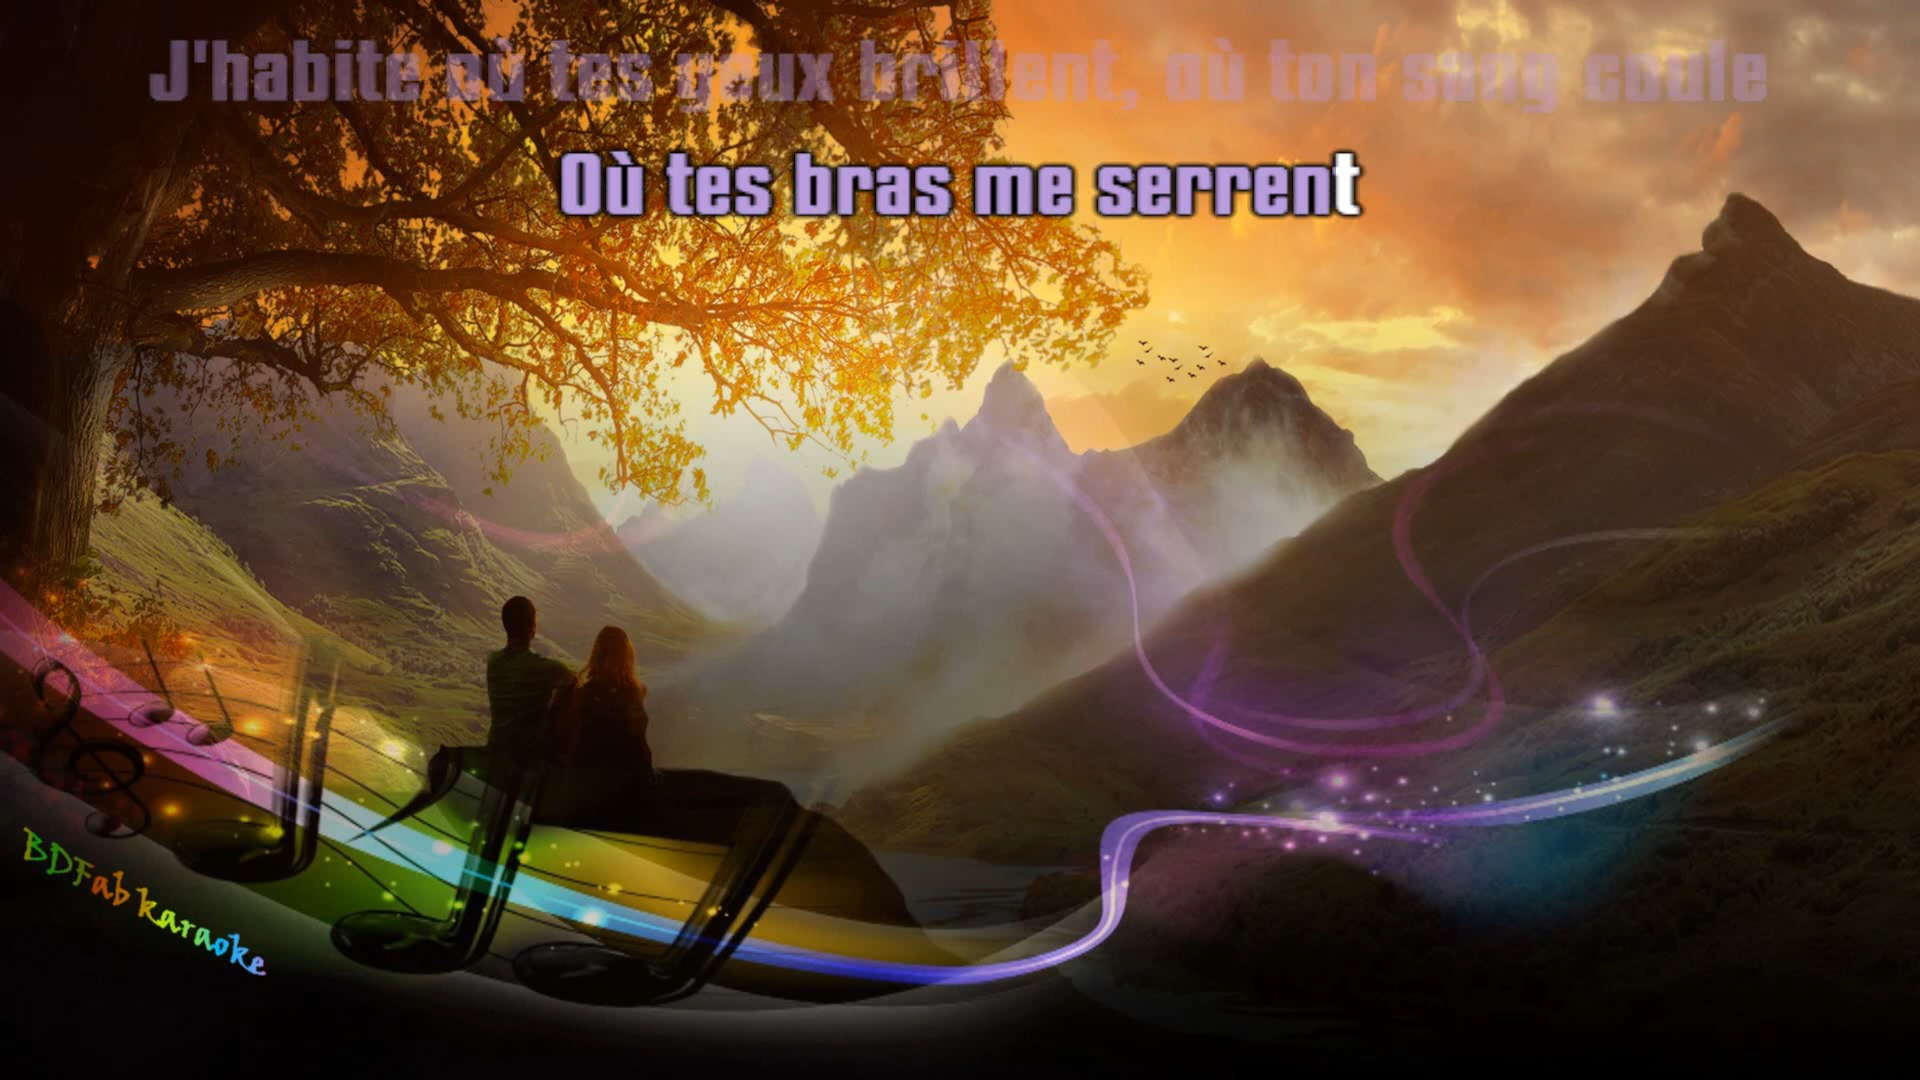 J'habite où tes yeux brillent, où ton sang coule
Où tes bras me serrent
BDFab karaoke